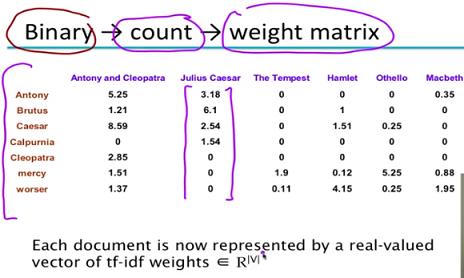 Binary → count → weight matrix
Antony and Cleopatra Julius Caesar The Tempest Hamlet Othello Macbeth
Antony 5.25 3.18 0 0 0 0.35
Brutus 1.21 6.1 0 1 0 0
Caesar 8.59 2.54 0 1.51 0.25 0
Calpurnia 0 1.54 0 0 0 0
Cleopatra 2.85 0 0 0 0 0
mercy 1.51 0 1.9 0.12 5.25 0.88
worser 1.37 0 0.11 4.15 0.25 1.95
Each document is now represented by a real-valued
vector of tf-idf weights ∈ R|V|